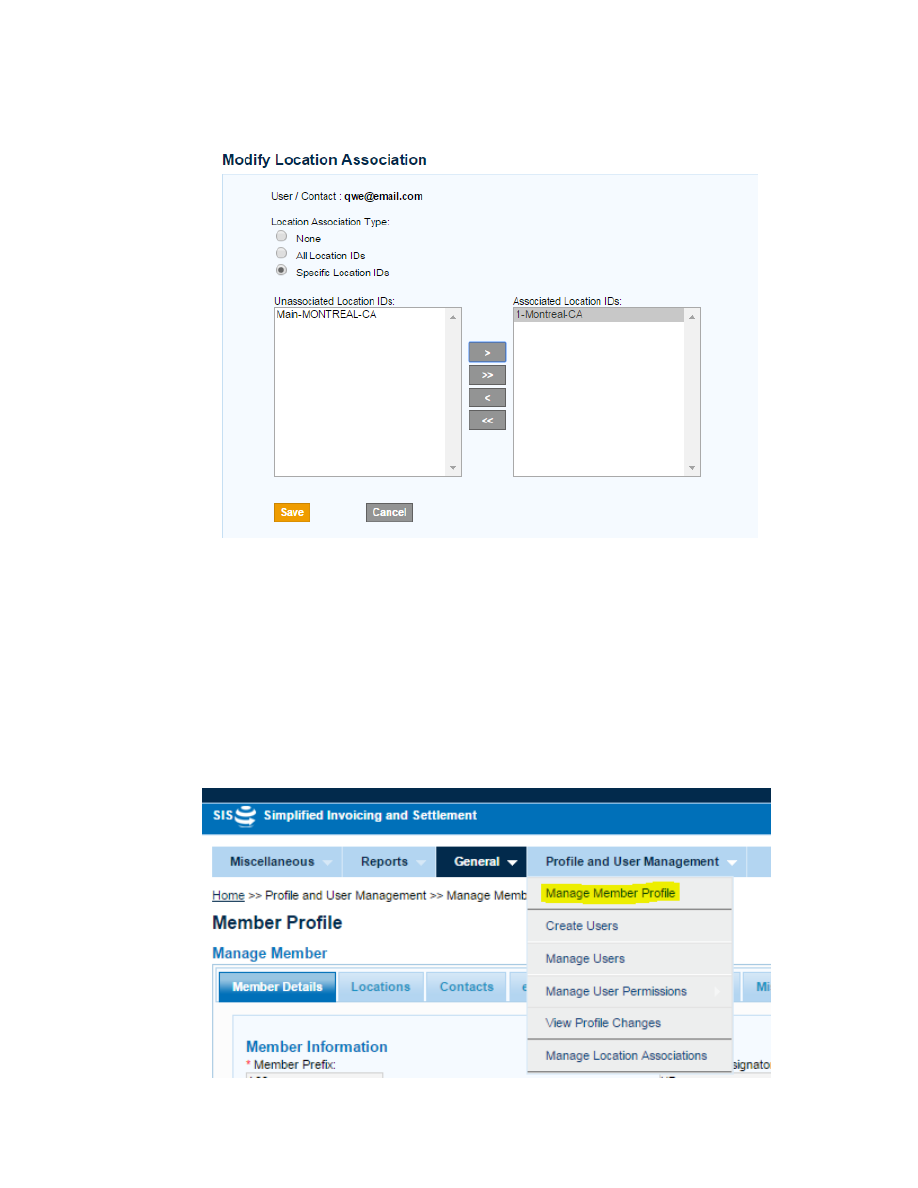 Modify Location Association
User / Contact : qwe@email.com
Location Association Type:
None
All Location IDs
Specific Location IDs
Unassociated Location IDs: Associated Location IDs:
Main-MONTREAL-CA 1-Montreal-CA
>
>>
<
<<
Save Cancel
SIS Simplified Invoicing and Settlement
Miscellaneous Reports General Profile and User Management
Home >> Profile and User Management >> Manage Memb
Manage Member Profile
Member Profile
Create Users
Manage Member
Manage Users
Member Details Locations Contacts e Mi
Manage User Permissions
View Profile Changes
Member Information
Manage Location Associations
* Member Prefix: signator